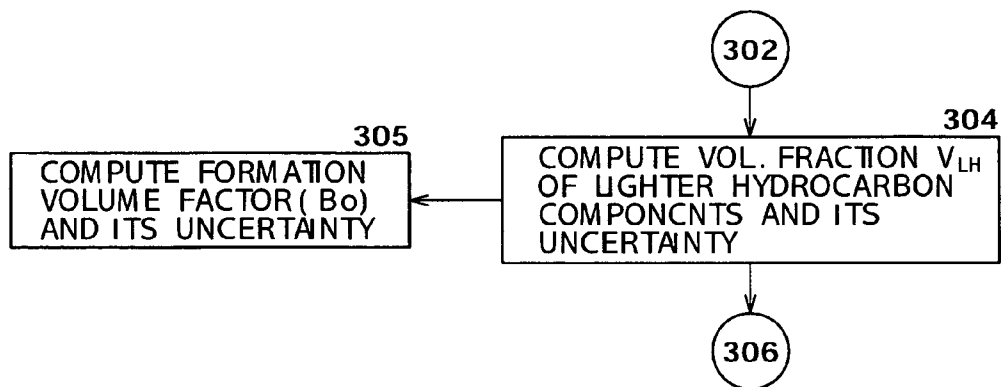 302
304
COMPUTE VOL. FRACTION V_LH
OF LIGHTER HYDROCARBON
COMPONCNTS AND ITS
UNCERTAINTY
305
COMPUTE FORMATION
VOLUME FACTOR (Bo)
AND ITS UNCERTAINTY
306